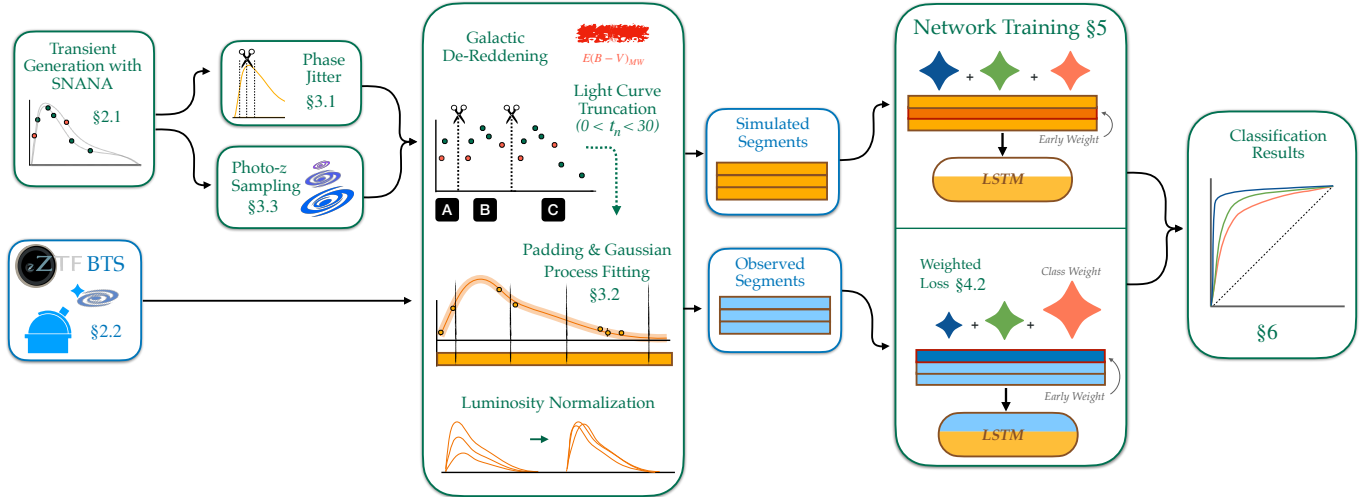 Transient
Generation with
SNANA
§2.1
Phase
Jitter
§3.1
Photo-z
Sampling
§3.3
ZTF BTS
§2.2
Galactic
De-Reddening
E(B − V)MW
Light Curve
Truncation
(0 < tn < 30)
A
B
C
Padding & Gaussian
Process Fitting
§3.2
Luminosity Normalization
Simulated
Segments
Observed
Segments
Network Training §5
+ +
Early Weight
LSTM
Weighted
Loss §4.2
Class Weight
+ +
Early Weight
LSTM
Classification
Results
§6